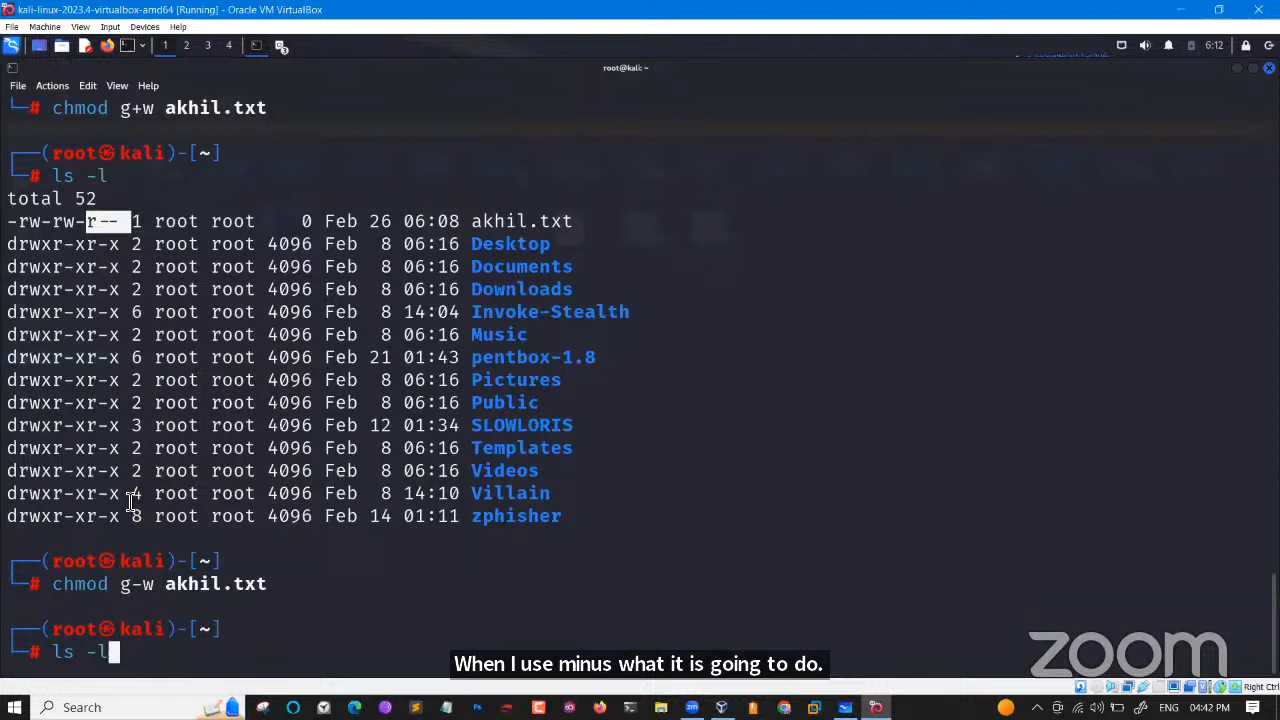 kali-linux-2023.4-virtualbox-amd64 [Running] - Oracle VM VirtualBox
File Machine View Input Devices Help
1 2 3 4 6:12
root@kali: ~
File Actions Edit View Help
└─# chmod g+w akhil.txt
┌──(root㉿kali)-[~]
└─# ls -l
total 52
-rw-rw-r-- 1 root root 0 Feb 26 06:08 akhil.txt
drwxr-xr-x 2 root root 4096 Feb 8 06:16 Desktop
drwxr-xr-x 2 root root 4096 Feb 8 06:16 Documents
drwxr-xr-x 2 root root 4096 Feb 8 06:16 Downloads
drwxr-xr-x 6 root root 4096 Feb 8 14:04 Invoke-Stealth
drwxr-xr-x 2 root root 4096 Feb 8 06:16 Music
drwxr-xr-x 6 root root 4096 Feb 21 01:43 pentbox-1.8
drwxr-xr-x 2 root root 4096 Feb 8 06:16 Pictures
drwxr-xr-x 2 root root 4096 Feb 8 06:16 Public
drwxr-xr-x 3 root root 4096 Feb 12 01:34 SLOWLORIS
drwxr-xr-x 2 root root 4096 Feb 8 06:16 Templates
drwxr-xr-x 2 root root 4096 Feb 8 06:16 Videos
drwxr-xr-x 4 root root 4096 Feb 8 14:10 Villain
drwxr-xr-x 8 root root 4096 Feb 14 01:11 zphisher
┌──(root㉿kali)-[~]
└─# chmod g-w akhil.txt
┌──(root㉿kali)-[~]
└─# ls -l
When I use minus what it is going to do.
zoom
Right Ctrl
Search
04:42 PM